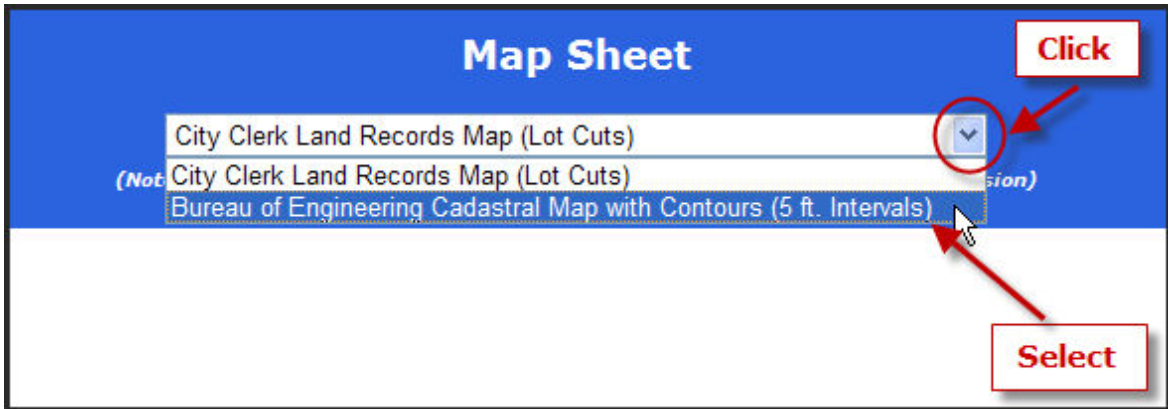 Map Sheet
Click
City Clerk Land Records Map (Lot Cuts)
City Clerk Land Records Map (Lot Cuts)
Bureau of Engineering Cadastral Map with Contours (5 ft. Intervals)
Select